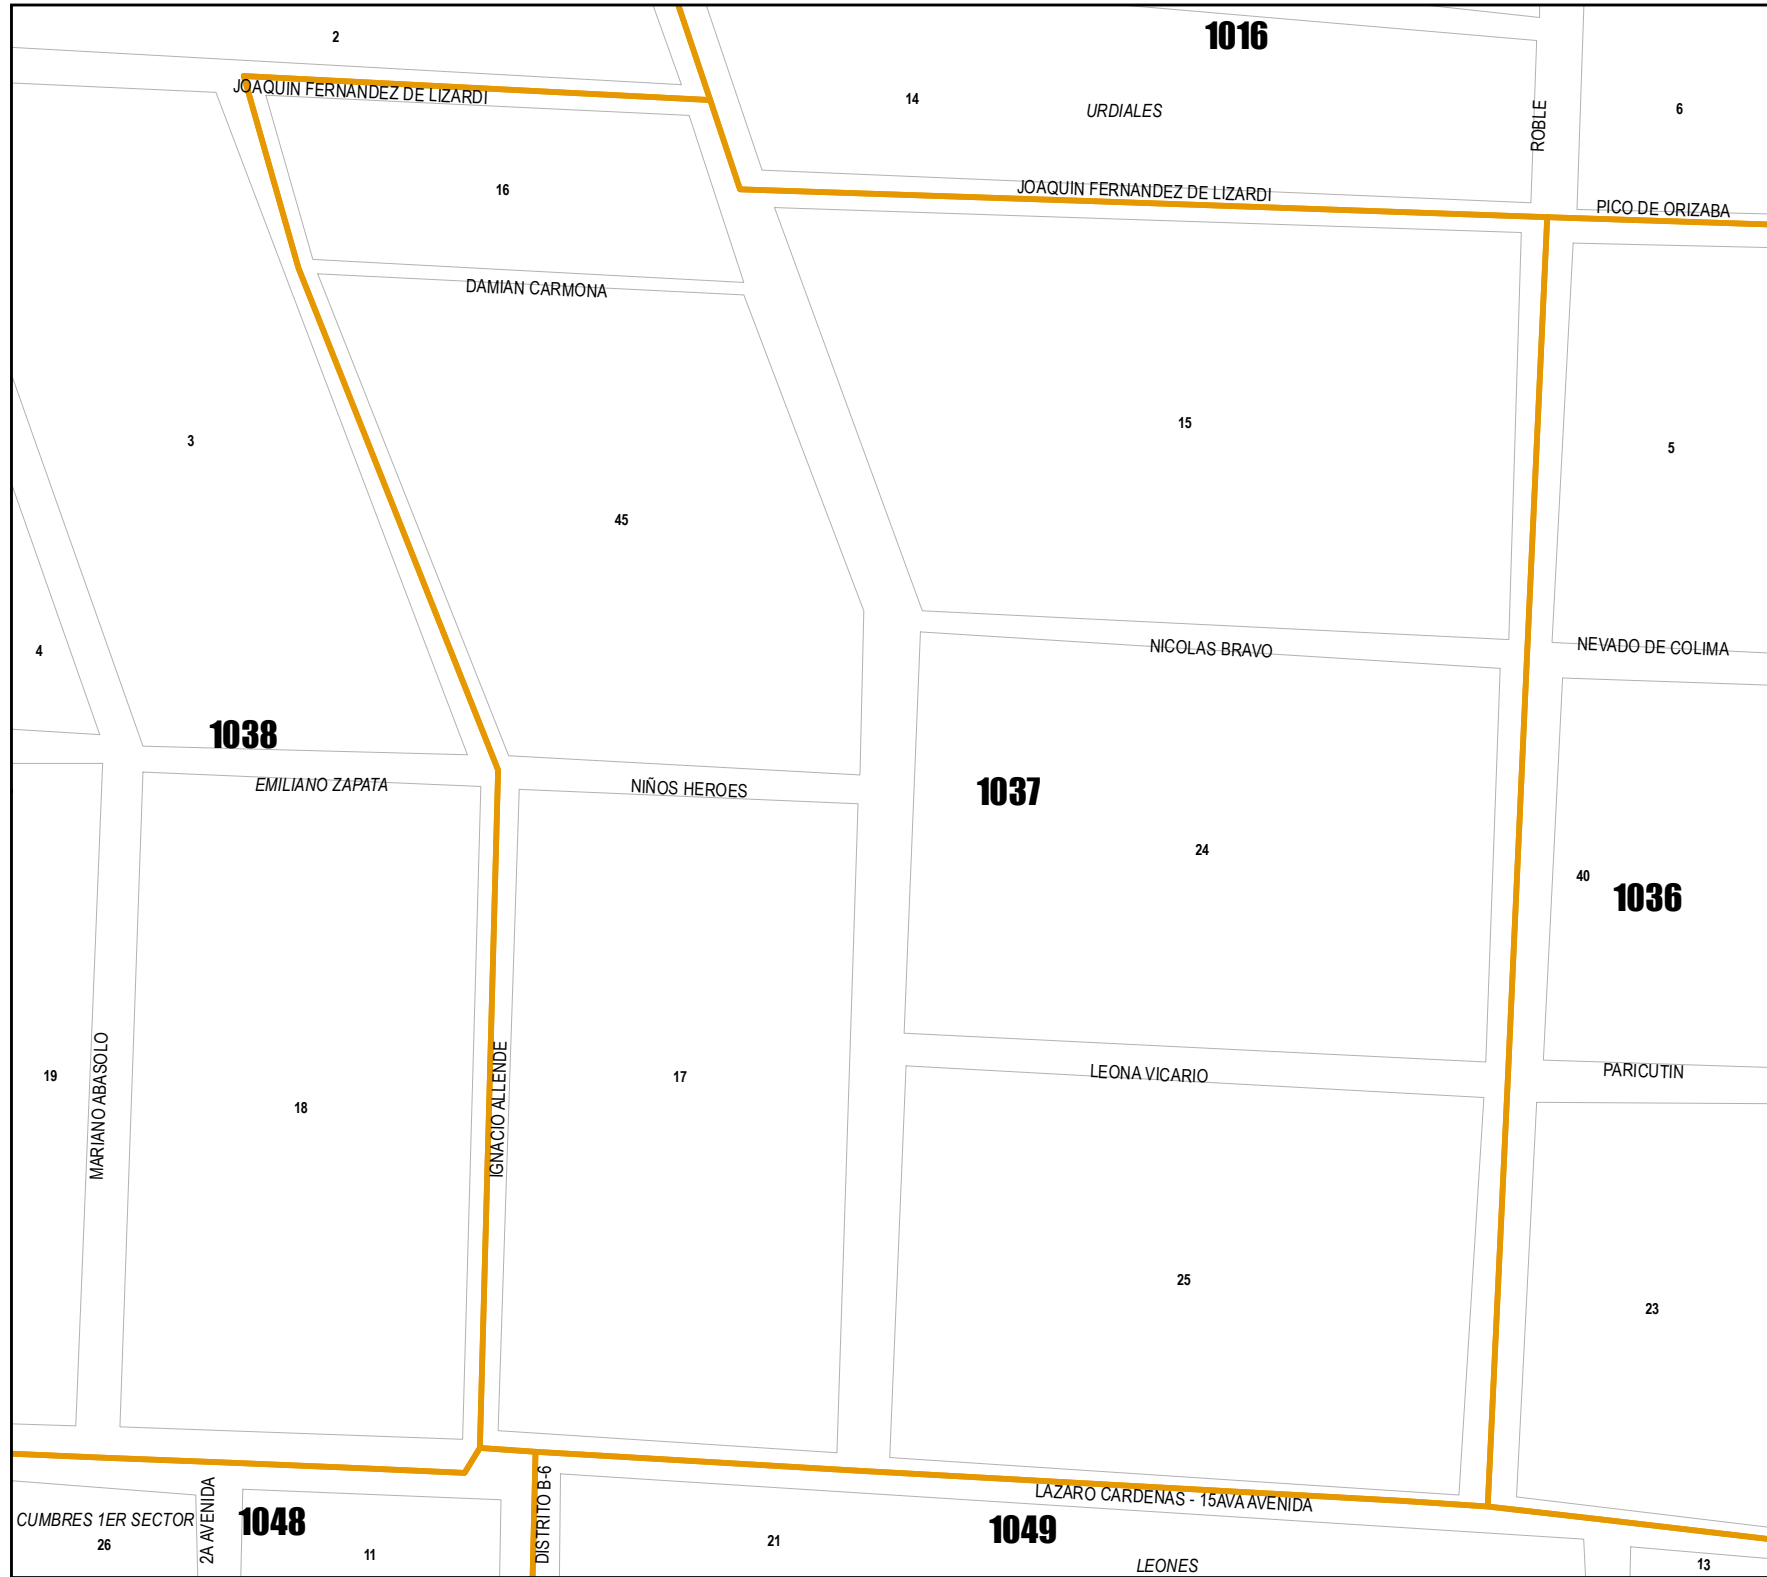 2
1016
JOAQUIN FERNANDEZ DE LIZARDI
14
URDIALES
ROBLE
6
16
JOAQUIN FERNANDEZ DE LIZARDI
PICO DE ORIZABA
DAMIAN CARMONA
3
15
5
45
4
NICOLAS BRAVO
NEVADO DE COLIMA
1038
EMILIANO ZAPATA
NIÑOS HEROES
1037
24
40
1036
19
MARIANO ABASOLO
18
IGNACIO ALLENDE
17
LEONA VICARIO
PARICUTIN
25
23
CUMBRES 1ER SECTOR
26
2A AVENIDA
1048
11
DISTRITO B-6
LAZARO CARDENAS - 15AVA AVENIDA
21
1049
LEONES
13